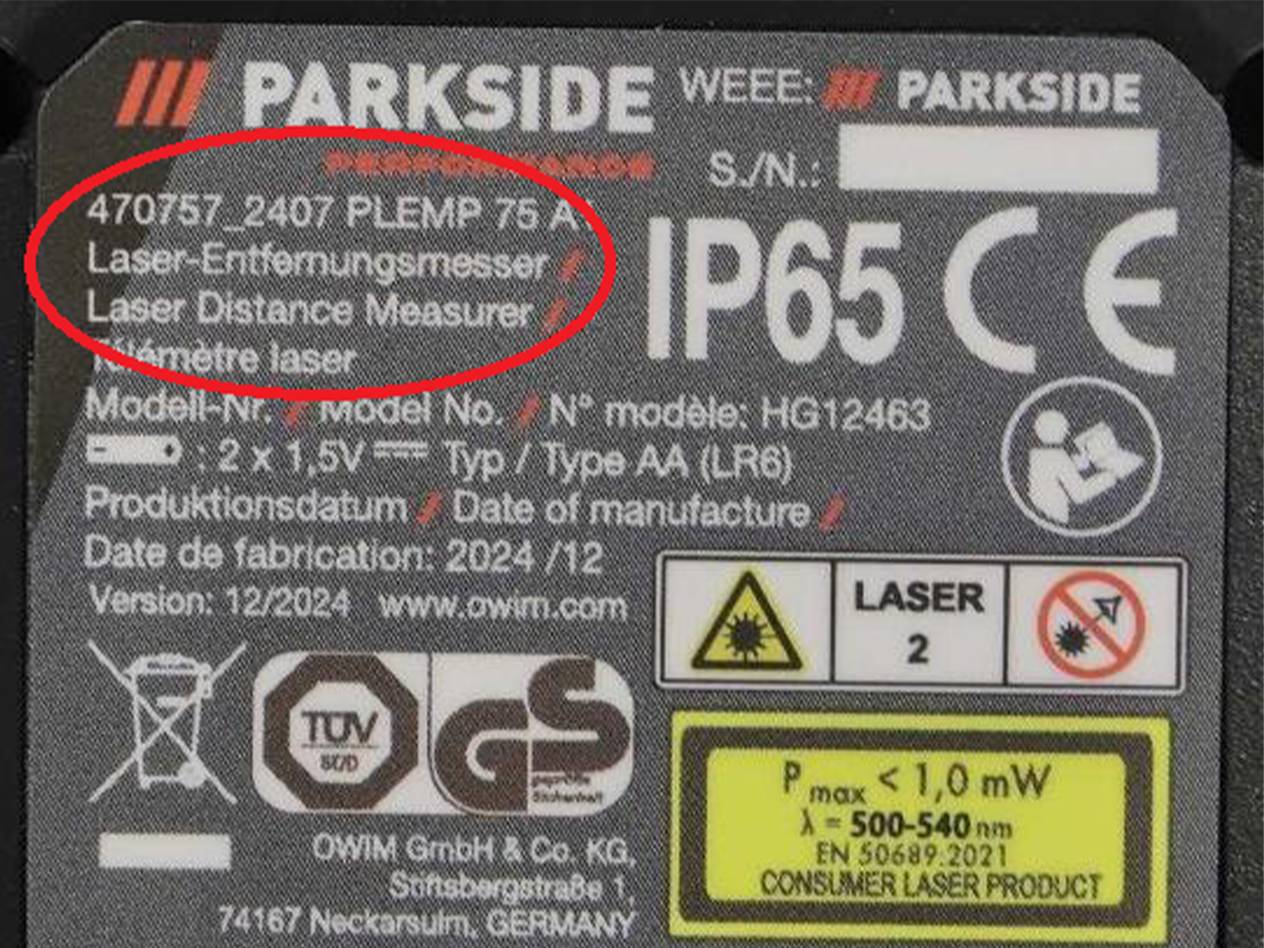 PARKSIDE
PERFORMANCE
470757_2407 PLEMP 75 A
Laser-Entfernungsmesser /
Laser Distance Measurer /
Télémètre laser
Modell-Nr. / Model No. / N° modèle: HG12463
: 2 x 1,5V Typ / Type AA (LR6)
Produktionsdatum / Date of manufacture /
Date de fabrication: 2024 /12
Version: 12/2024 www.owim.com
WEEE: PARKSIDE
S./N.:
IP65 CE
LASER
2
TÜV
SÜD
GS
geprüfte
Sicherheit
OWIM GmbH & Co. KG,
Stiftsbergstraße 1,
74167 Neckarsulm, GERMANY
Pmax < 1,0 mW
λ = 500-540 nm
EN 50689:2021
CONSUMER LASER PRODUCT